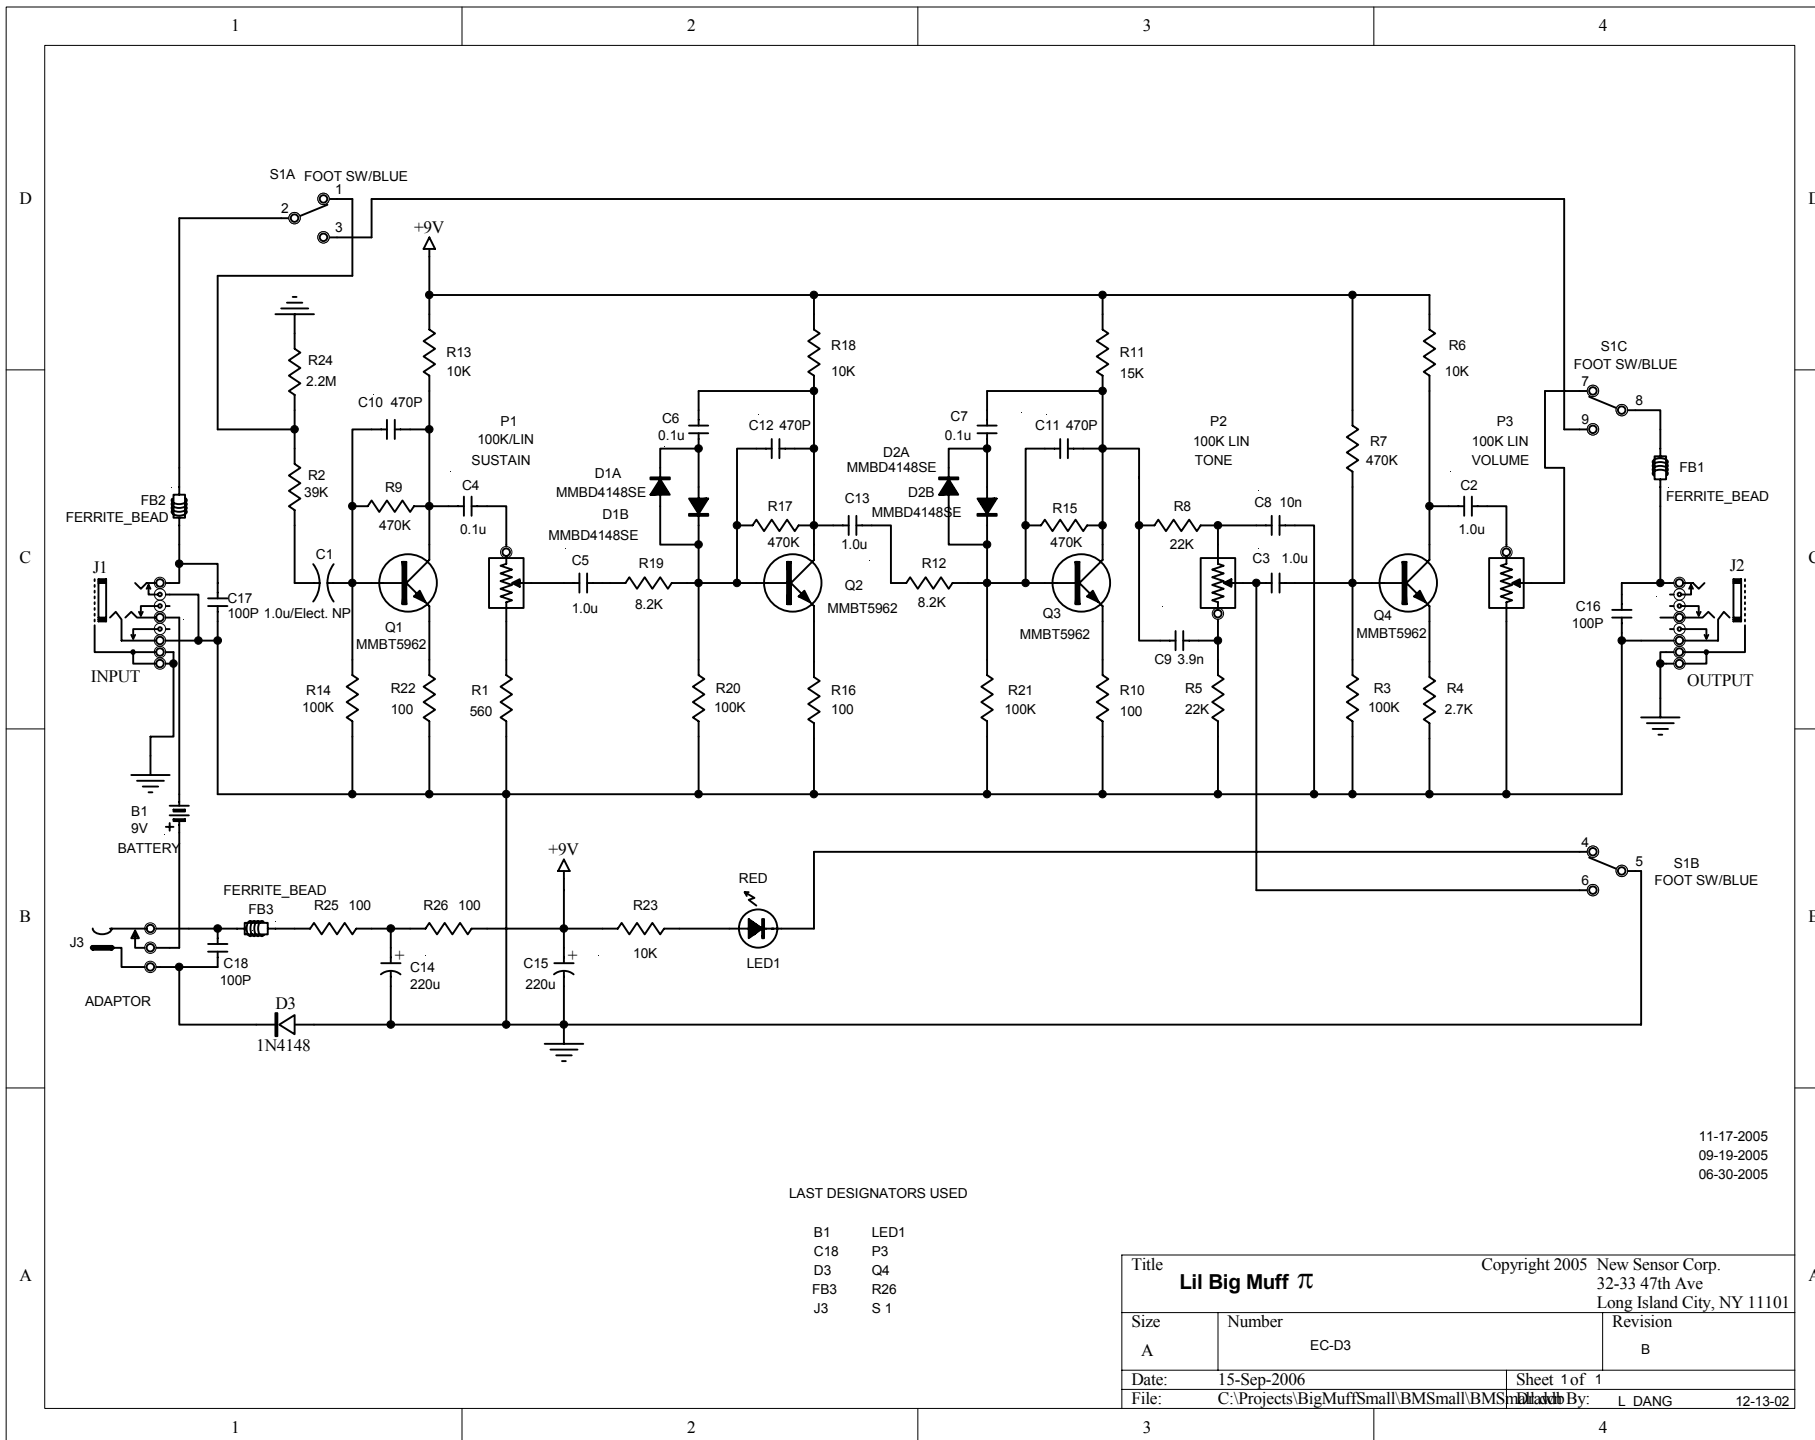 1 2 3 4
D
D
C
C
B
B
A
A
S1A FOOT SW/BLUE
1
2
3
+9V
R24
2.2M
R13
10K
R18
10K
R11
15K
R6
10K
S1C
FOOT SW/BLUE
7
8
9
C10 470P
P1
100K/LIN
SUSTAIN
C6
0.1u
C12 470P
C7
0.1u
C11 470P
P2
100K LIN
TONE
R7
470K
P3
100K LIN
VOLUME
R2
39K
R9
470K
C4
0.1u
D1A
MMBD4148SE
D1B
MMBD4148SE
R17
470K
C13
1.0u
D2A
MMBD4148SE
D2B
MMBD4148SE
R15
470K
R8
22K
C8 10n
C3 1.0u
C2
1.0u
FB1
FERRITE_BEAD
FB2
FERRITE_BEAD
J1
C17
100P
C1
1.0u/Elect. NP
Q1
MMBT5962
C5
1.0u
R19
8.2K
Q2
MMBT5962
R12
8.2K
Q3
MMBT5962
C9 3.9n
Q4
MMBT5962
C16
100P
J2
INPUT
OUTPUT
R14
100K
R22
100
R1
560
R20
100K
R16
100
R21
100K
R10
100
R5
22K
R3
100K
R4
2.7K
B1
9V
+
BATTERY
+9V
RED
4
5
6
S1B
FOOT SW/BLUE
FERRITE_BEAD
FB3
R25 100
R26 100
R23
10K
LED1
J3
C18
100P
+
C14
220u
+
C15
220u
ADAPTOR
D3
1N4148
11-17-2005
09-19-2005
06-30-2005
LAST DESIGNATORS USED
B1 LED1
C18 P3
D3 Q4
FB3 R26
J3 S 1
Title
Lil Big Muff π
Copyright 2005 New Sensor Corp.
32-33 47th Ave
Long Island City, NY 11101
Size
A
Number
EC-D3
Revision
B
Date: 15-Sep-2006
Sheet 1 of 1
File: C:\Projects\BigMuffSmall\BMSmall\BMSmall.ddb
Drawn By: L DANG 12-13-02
1 2 3 4